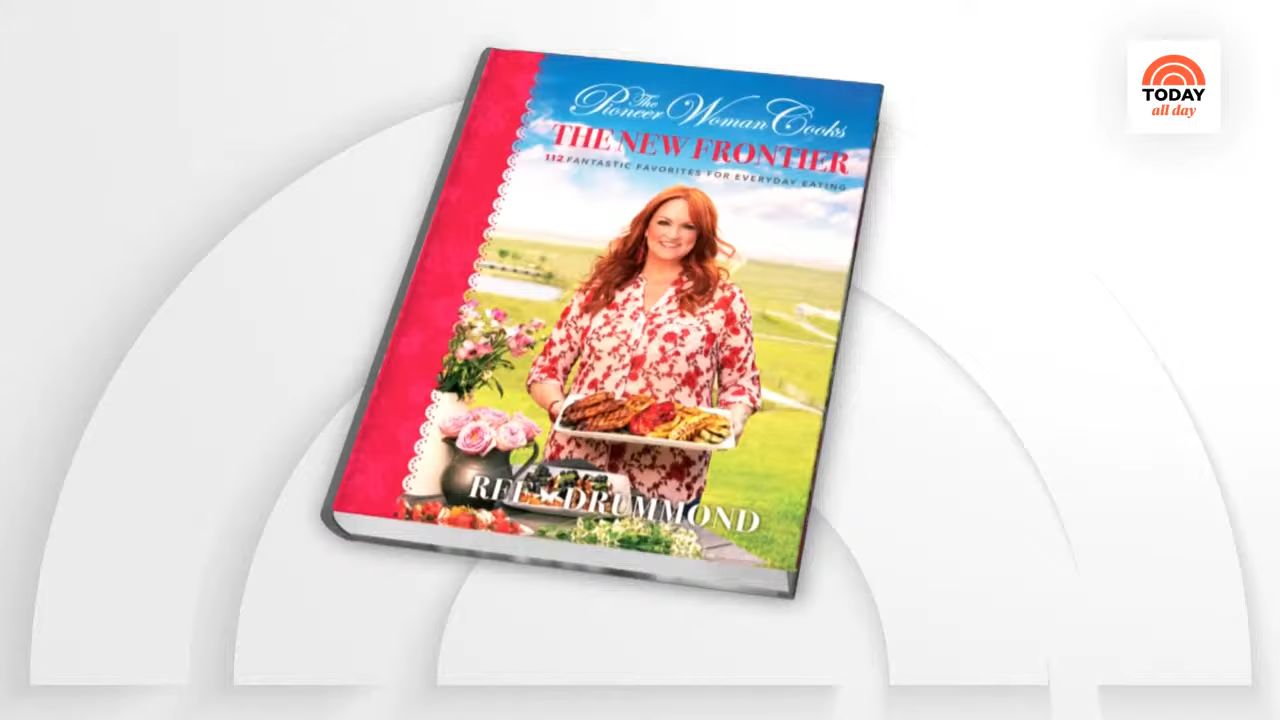 The
Pioneer Woman Cooks
THE NEW FRONTIER
112 FANTASTIC FAVORITES FOR EVERYDAY EATING
REE DRUMMOND
TODAY
all day